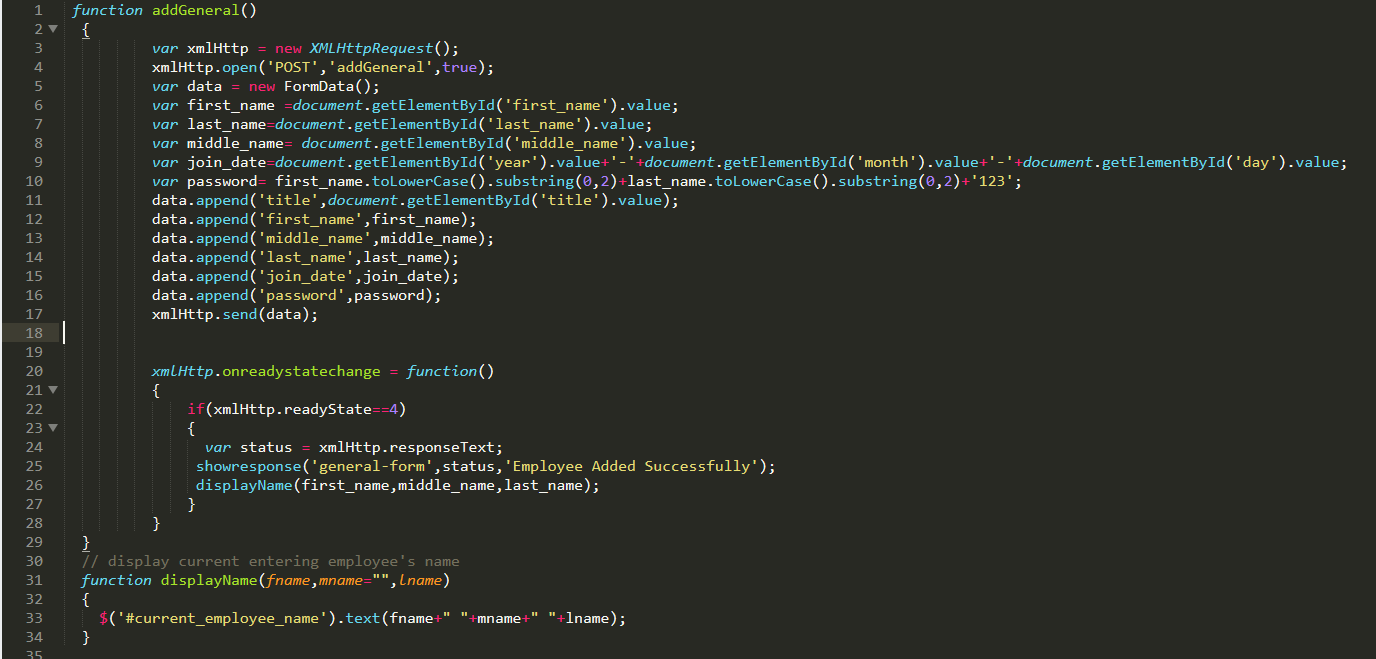 1 function addGeneral()
2 {
3 var xmlHttp = new XMLHttpRequest();
4 xmlHttp.open('POST','addGeneral',true);
5 var data = new FormData();
6 var first_name =document.getElementById('first_name').value;
7 var last_name=document.getElementById('last_name').value;
8 var middle_name= document.getElementById('middle_name').value;
9 var join_date=document.getElementById('year').value+'-'+document.getElementById('month').value+'-'+document.getElementById('day').value;
10 var password= first_name.toLowerCase().substring(0,2)+last_name.toLowerCase().substring(0,2)+'123';
11 data.append('title',document.getElementById('title').value);
12 data.append('first_name',first_name);
13 data.append('middle_name',middle_name);
14 data.append('last_name',last_name);
15 data.append('join_date',join_date);
16 data.append('password',password);
17 xmlHttp.send(data);
18
19
20 xmlHttp.onreadystatechange = function()
21 {
22 if(xmlHttp.readyState==4)
23 {
24 var status = xmlHttp.responseText;
25 showresponse('general-form',status,'Employee Added Successfully');
26 displayName(first_name,middle_name,last_name);
27 }
28 }
29 }
30 // display current entering employee's name
31 function displayName(fname,mname="",lname)
32 {
33 $('#current_employee_name').text(fname+" "+mname+" "+lname);
34 }
35